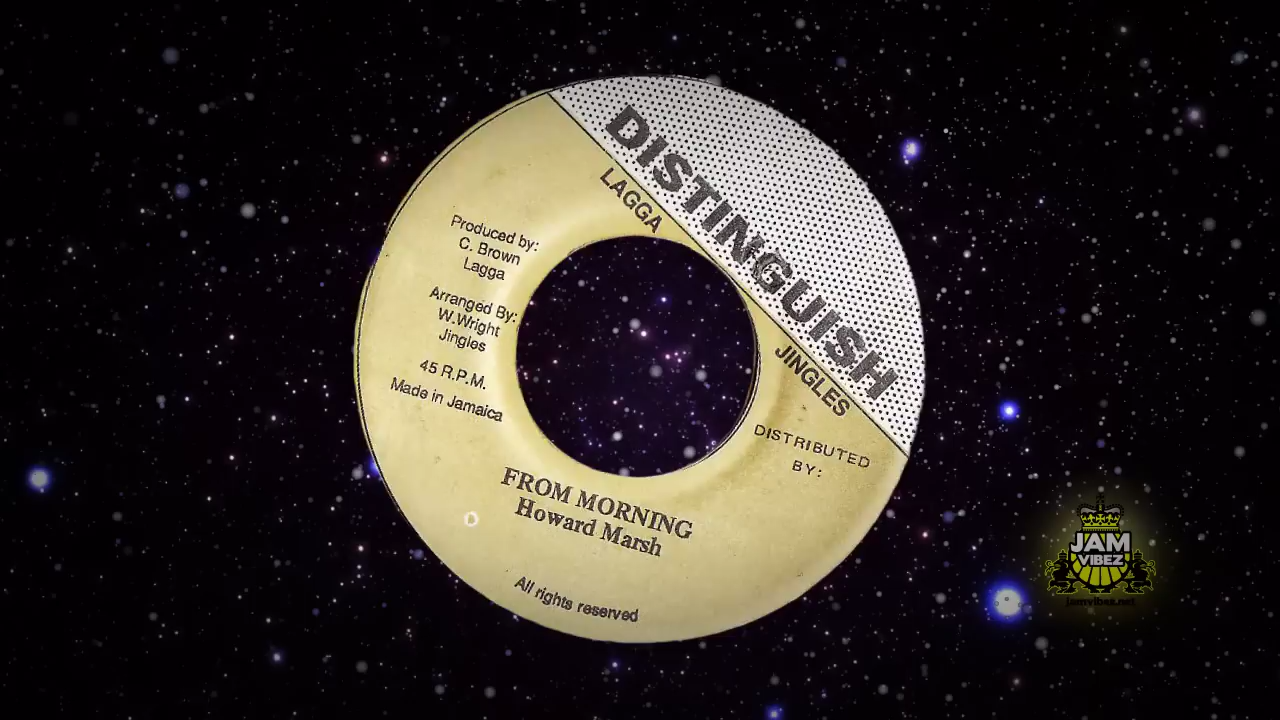 DISTINGUISH
LAGGA
JINGLES
Produced by:
C. Brown
Lagga
Arranged By:
W.Wright
Jingles
45 R.P.M.
Made in Jamaica
DISTRIBUTED
BY:
FROM MORNING
Howard Marsh
All rights reserved
JAM
VIBEZ
jamvibez.net